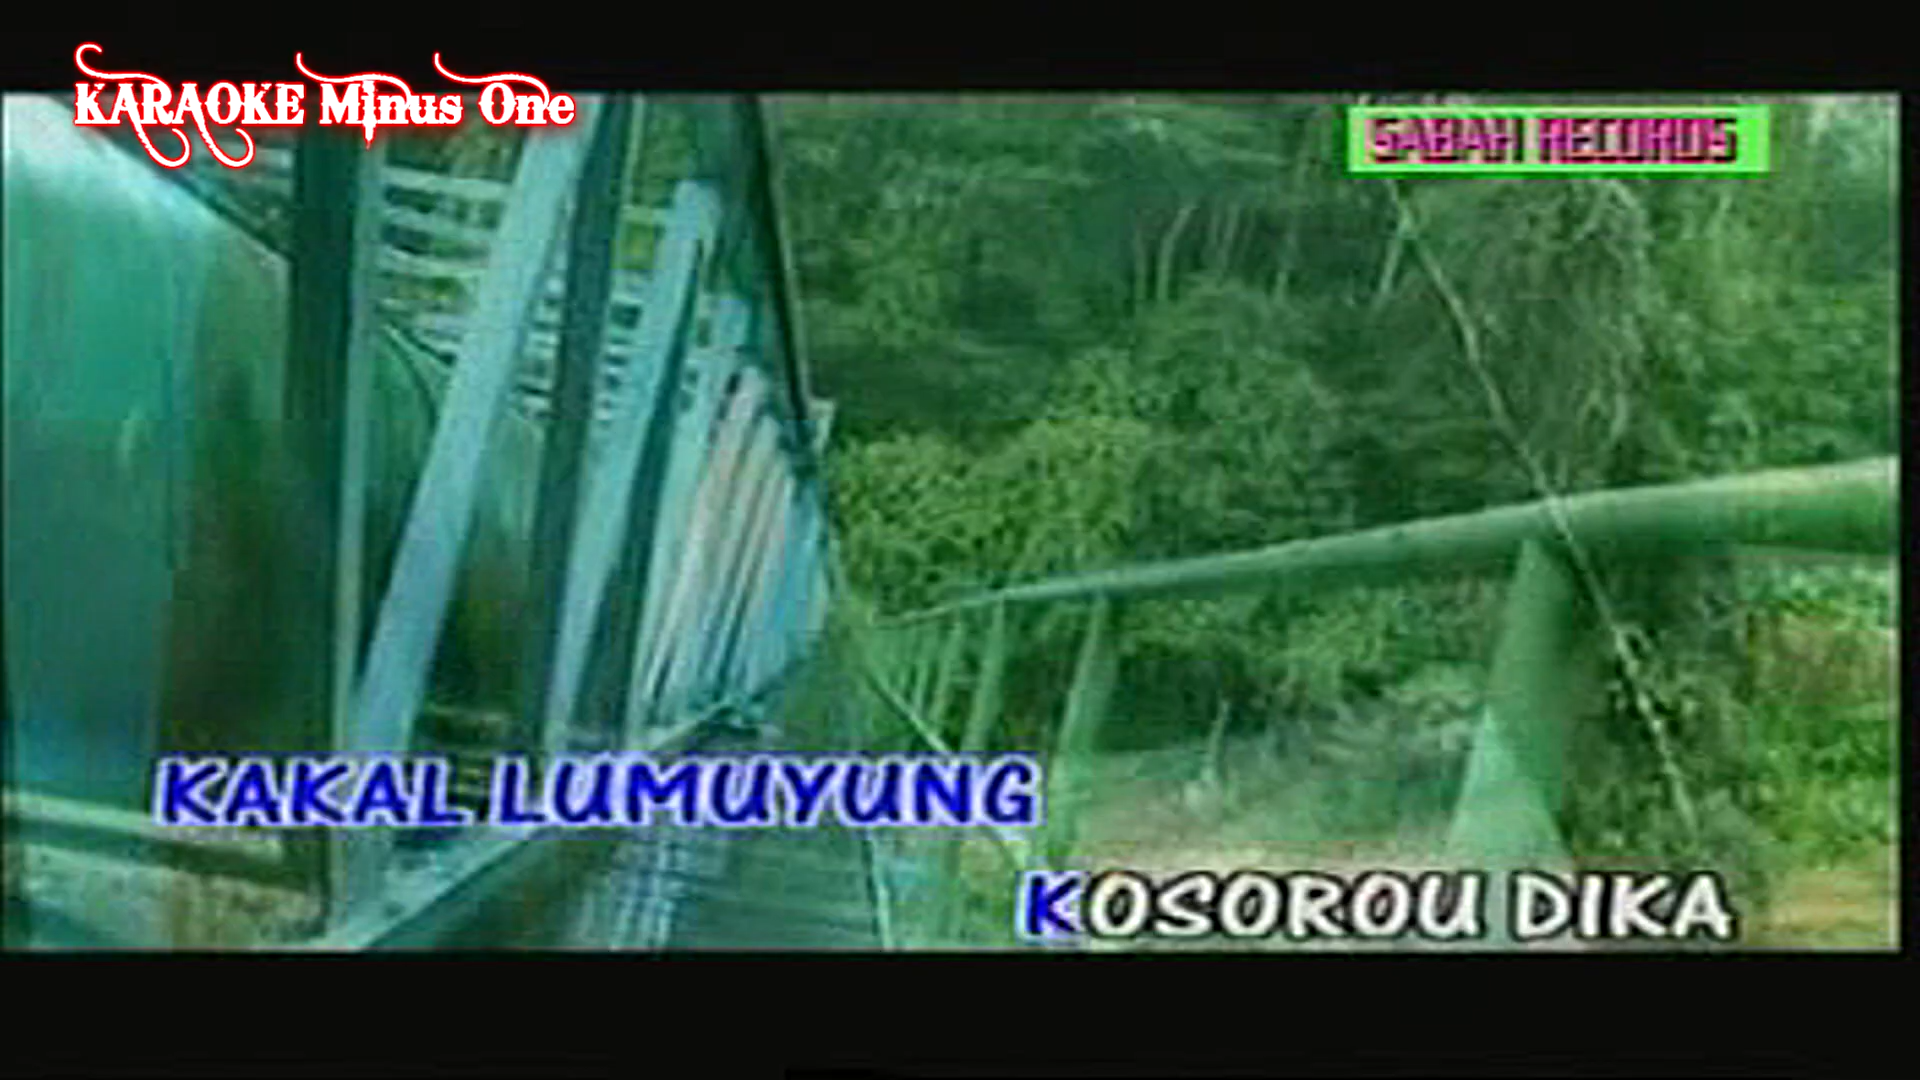 KARAOKE Minus One
SABAH RECORDS
KAKAL LUMUYUNG
KOSOROU DIKA